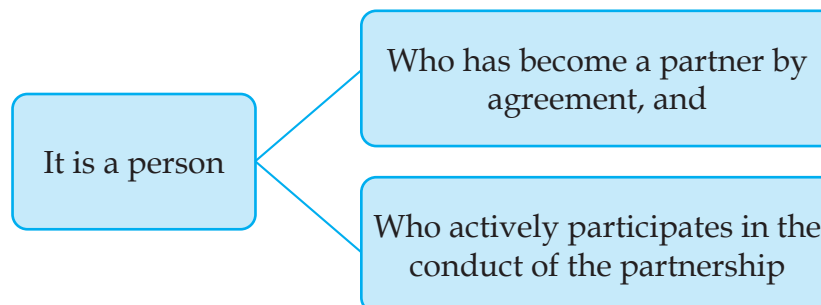 It is a person
Who has become a partner by
agreement, and
Who actively participates in the
conduct of the partnership